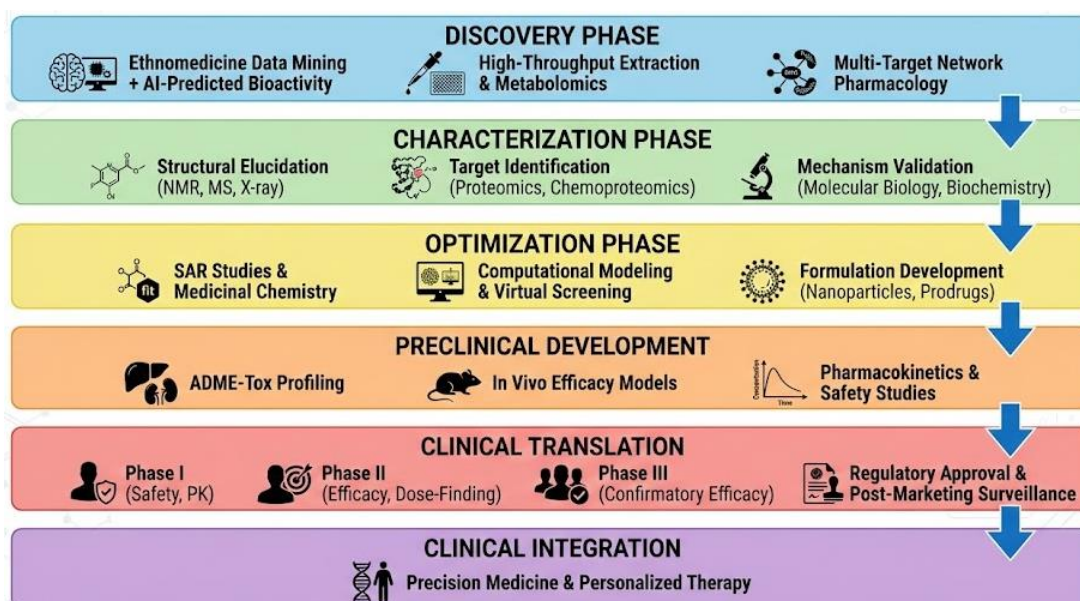 DISCOVERY PHASE
Ethnomedicine Data Mining
+ AI-Predicted Bioactivity
High-Throughput Extraction
& Metabolomics
Multi-Target Network
Pharmacology
CHARACTERIZATION PHASE
Structural Elucidation
(NMR, MS, X-ray)
Target Identification
(Proteomics, Chemoproteomics)
Mechanism Validation
(Molecular Biology, Biochemistry)
OPTIMIZATION PHASE
fit
SAR Studies &
Medicinal Chemistry
Computational Modeling
& Virtual Screening
Formulation Development
(Nanoparticles, Prodrugs)
PRECLINICAL DEVELOPMENT
ADME-Tox Profiling
In Vivo Efficacy Models
Time
Pharmacokinetics &
Safety Studies
CLINICAL TRANSLATION
Phase I
(Safety, PK)
Phase II
(Efficacy, Dose-Finding)
Phase III
(Confirmatory Efficacy)
Regulatory Approval &
Post-Marketing Surveillance
CLINICAL INTEGRATION
Precision Medicine & Personalized Therapy